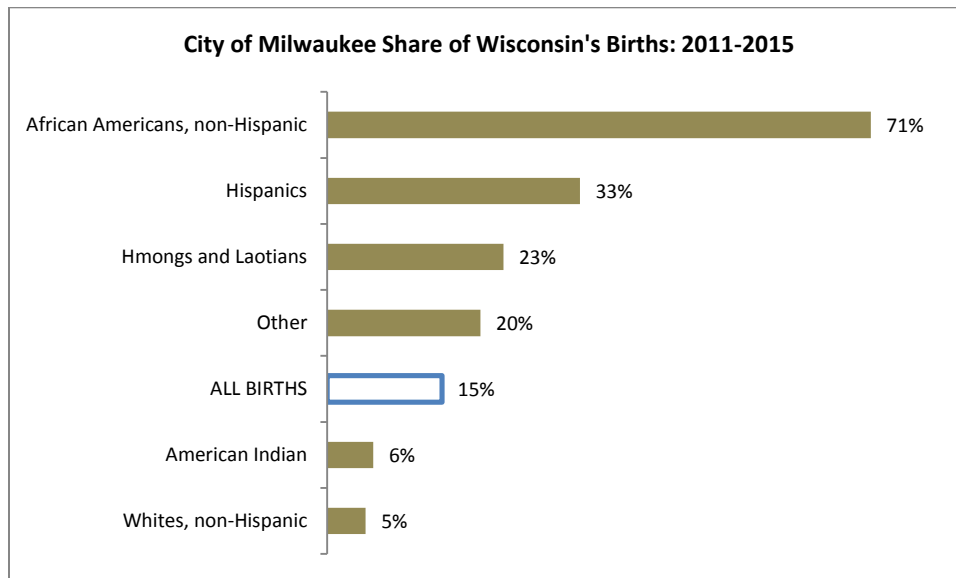 City of Milwaukee Share of Wisconsin's Births: 2011-2015
African Americans, non-Hispanic 71%
Hispanics 33%
Hmongs and Laotians 23%
Other 20%
ALL BIRTHS 15%
American Indian 6%
Whites, non-Hispanic 5%